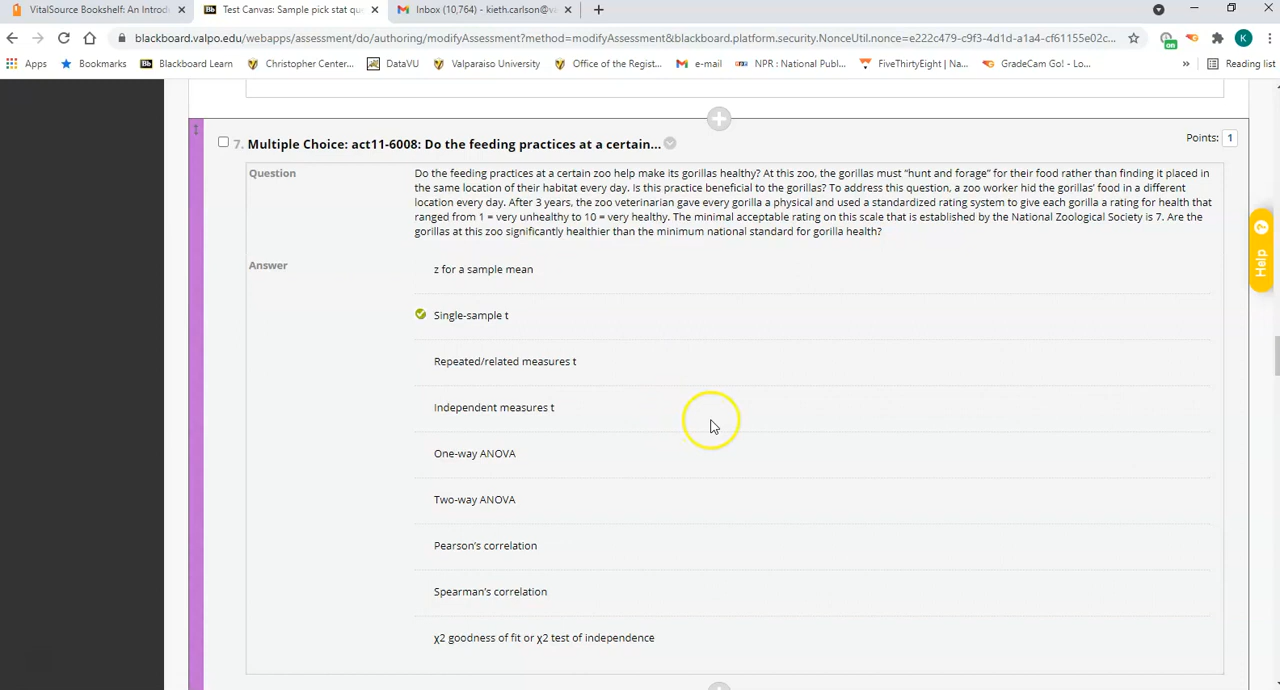 VitalSource Bookshelf: An Introd
Test Canvas: Sample pick stat qu
Inbox (10,764) - kieth.carlson@v
blackboard.valpo.edu/webapps/assessment/do/authoring/modifyAssessment?method=modifyAssessment&blackboard.platform.security.NonceUtil.nonce=e222c479-c9f3-4d1d-a1a4-cf61155e02c...
on
K
Apps
Bookmarks
Bb Blackboard Learn
Christopher Center...
DataVU
Valparaiso University
Office of the Regist...
e-mail
NPR : National Publ...
FiveThirtyEight | Na...
GradeCam Go! - Lo...
»
Reading list
7. Multiple Choice: act11-6008: Do the feeding practices at a certain...
Points: 1
Question
Do the feeding practices at a certain zoo help make its gorillas healthy? At this zoo, the gorillas must “hunt and forage” for their food rather than finding it placed in
the same location of their habitat every day. Is this practice beneficial to the gorillas? To address this question, a zoo worker hid the gorillas’ food in a different
location every day. After 3 years, the zoo veterinarian gave every gorilla a physical and used a standardized rating system to give each gorilla a rating for health that
ranged from 1 = very unhealthy to 10 = very healthy. The minimal acceptable rating on this scale that is established by the National Zoological Society is 7. Are the
gorillas at this zoo significantly healthier than the minimum national standard for gorilla health?
Answer
z for a sample mean
Single-sample t
Repeated/related measures t
Independent measures t
One-way ANOVA
Two-way ANOVA
Pearson’s correlation
Spearman’s correlation
χ2 goodness of fit or χ2 test of independence
Help
?